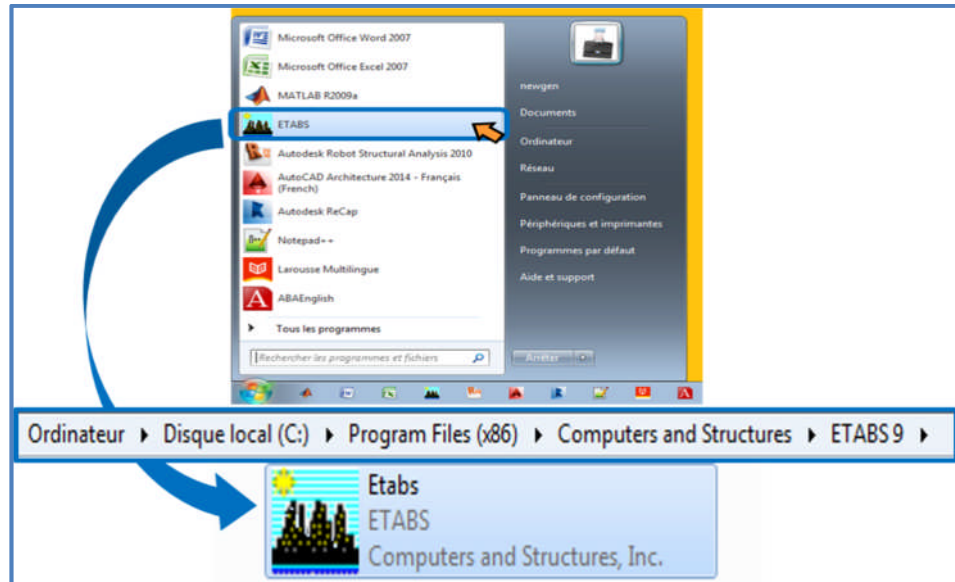 Microsoft Office Word 2007
Microsoft Office Excel 2007
MATLAB R2009a
ETABS
Autodesk Robot Structural Analysis 2010
AutoCAD Architecture 2014 - Français
(French)
Autodesk ReCap
Notepad++
Larousse Multilingue
ABAEnglish
Tous les programmes
Rechercher les programmes et fichiers
newgen
Documents
Ordinateur
Réseau
Panneau de configuration
Périphériques et imprimantes
Programmes par défaut
Aide et support
Arrêter
Ordinateur ▸ Disque local (C:) ▸ Program Files (x86) ▸ Computers and Structures ▸ ETABS 9 ▸
Etabs
ETABS
Computers and Structures, Inc.